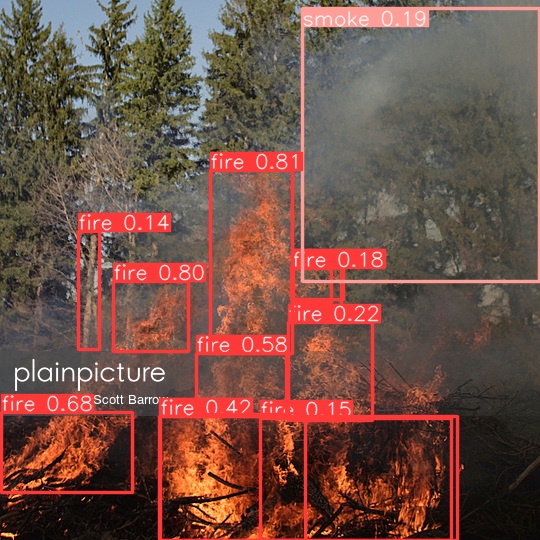 smoke 0.19
fire 0.81
fire 0.14
fire 0.18
fire 0.80
fire 0.22
fire 0.58
plainpicture
Scott Barrow
fire 0.68
fire 0.42
fire 0.15